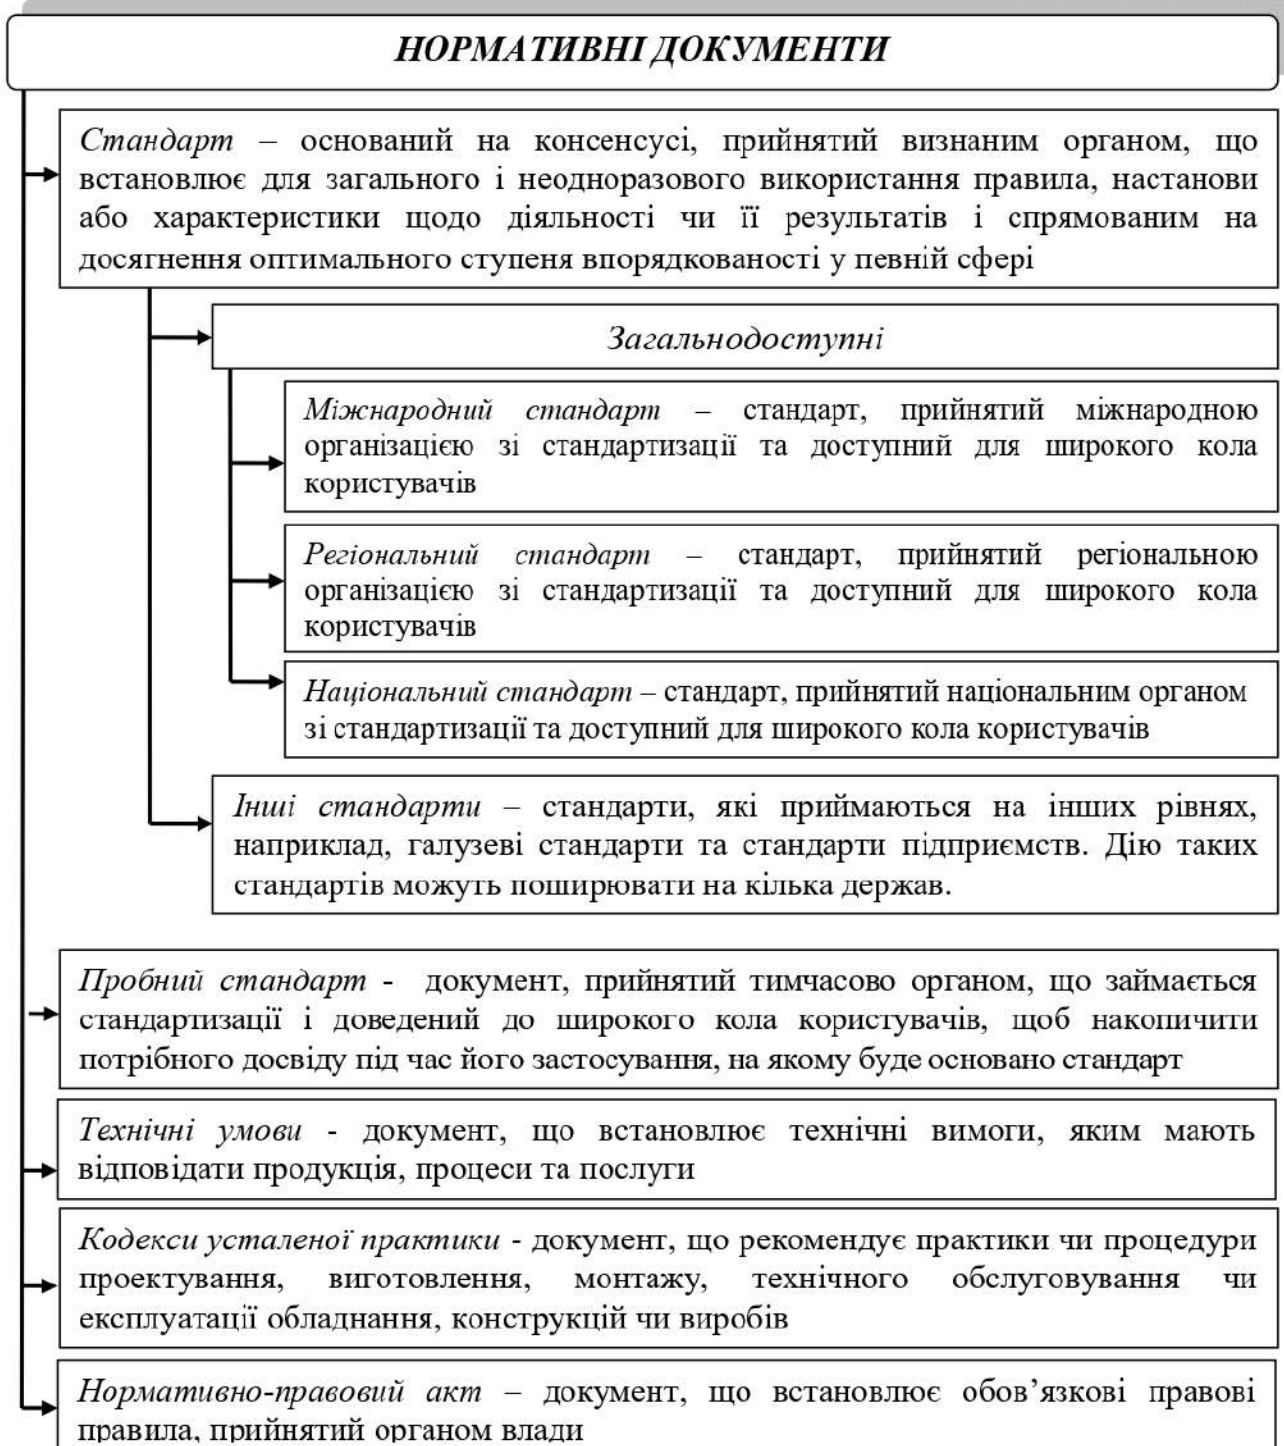 НОРМАТИВНІ ДОКУМЕНТИ
Стандарт – оснований на консенсусі, прийнятий визнаним органом, що
встановлює для загального і неодноразового використання правила, настанови
або характеристики щодо діяльності чи її результатів і спрямованим на
досягнення оптимального ступеня впорядкованості у певній сфері
Загальнодоступні
Міжнародний стандарт – стандарт, прийнятий міжнародною
організацією зі стандартизації та доступний для широкого кола
користувачів
Регіональний стандарт – стандарт, прийнятий регіональною
організацією зі стандартизації та доступний для широкого кола
користувачів
Національний стандарт – стандарт, прийнятий національним органом
зі стандартизації та доступний для широкого кола користувачів
Інші стандарти – стандарти, які приймаються на інших рівнях,
наприклад, галузеві стандарти та стандарти підприємств. Дію таких
стандартів можуть поширювати на кілька держав.
Пробний стандарт - документ, прийнятий тимчасово органом, що займається
стандартизації і доведений до широкого кола користувачів, щоб накопичити
потрібного досвіду під час його застосування, на якому буде основано стандарт
Технічні умови - документ, що встановлює технічні вимоги, яким мають
відповідати продукція, процеси та послуги
Кодекси усталеної практики - документ, що рекомендує практики чи процедури
проектування, виготовлення, монтажу, технічного обслуговування чи
експлуатації обладнання, конструкцій чи виробів
Нормативно-правовий акт – документ, що встановлює обов’язкові правові
правила, прийнятий органом влади